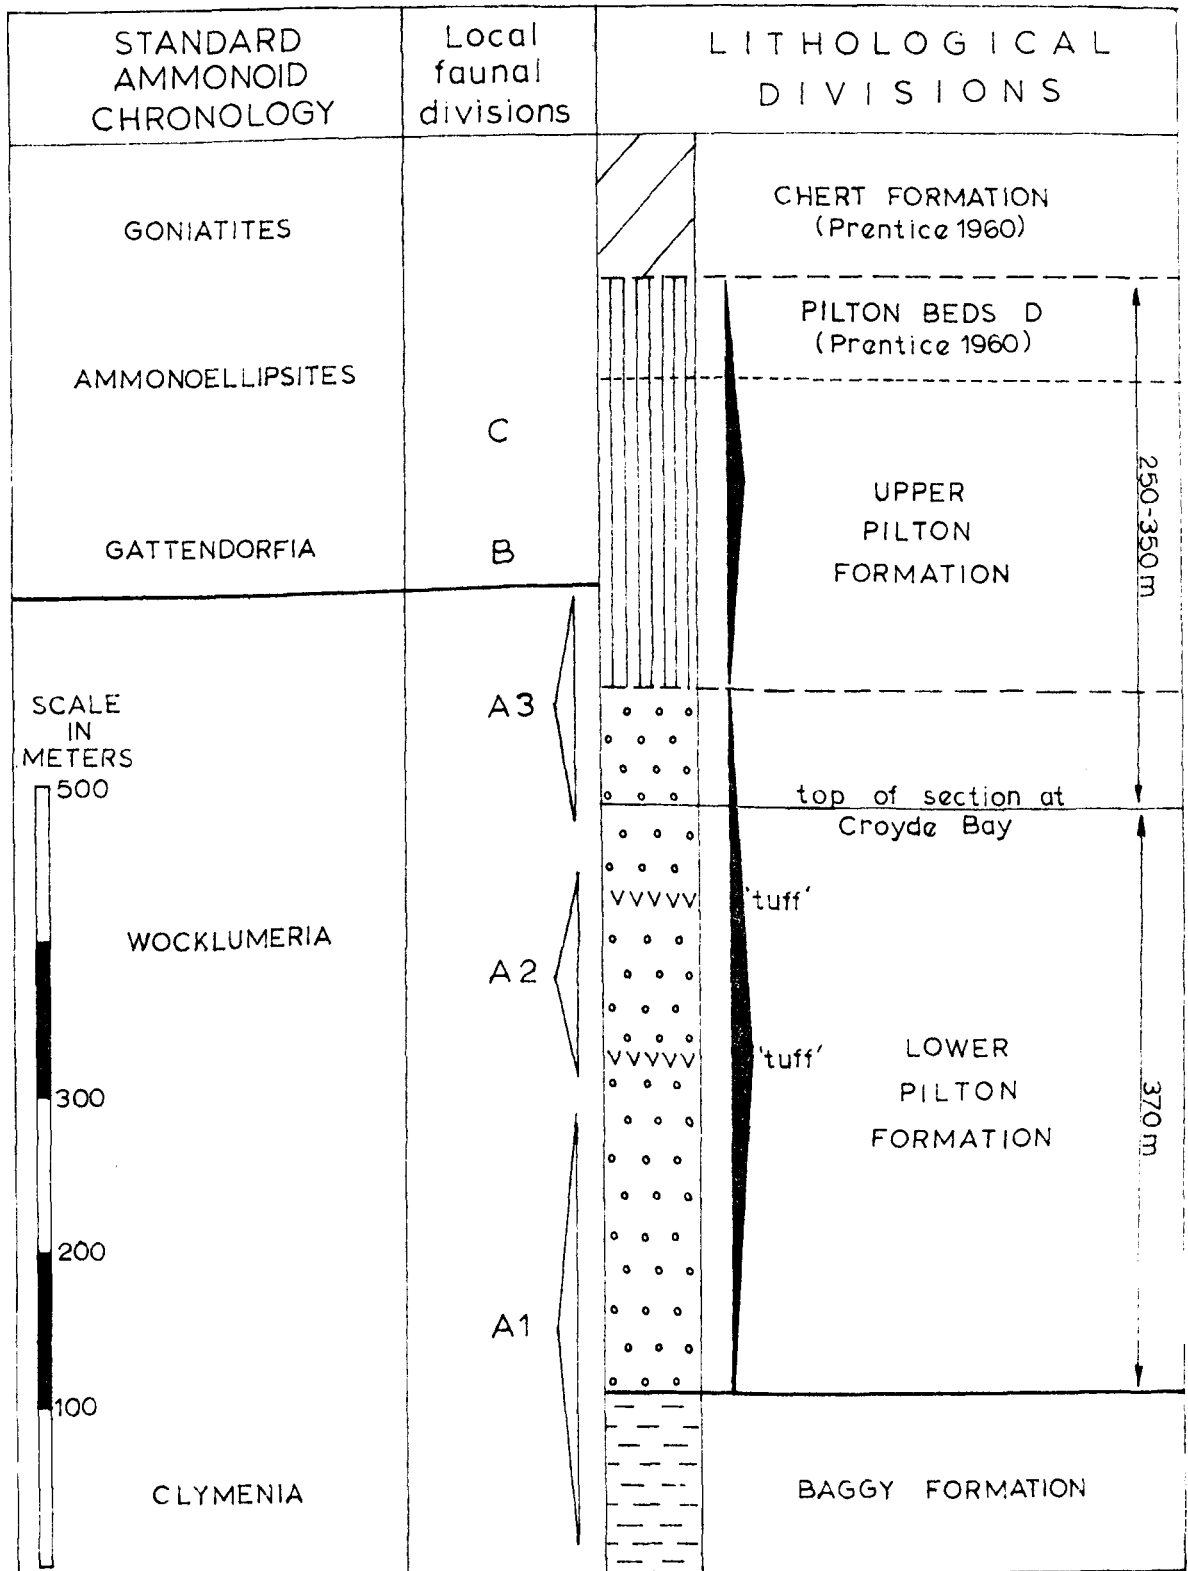 STANDARD
AMMONOID
CHRONOLOGY
Local
faunal
divisions
LITHOLOGICAL
DIVISIONS
GONIATITES
CHERT FORMATION
(Prentice 1960)
PILTON BEDS D
(Prentice 1960)
AMMONOELLIPSITES
C
UPPER
PILTON
FORMATION
250-350m
GATTENDORFIA
B
A3
SCALE
IN
METERS
500
top of section at
Croyde Bay
'tuff'
WOCKLUMERIA
A2
'tuff'
LOWER
PILTON
FORMATION
370m
300
200
A1
100
CLYMENIA
BAGGY FORMATION